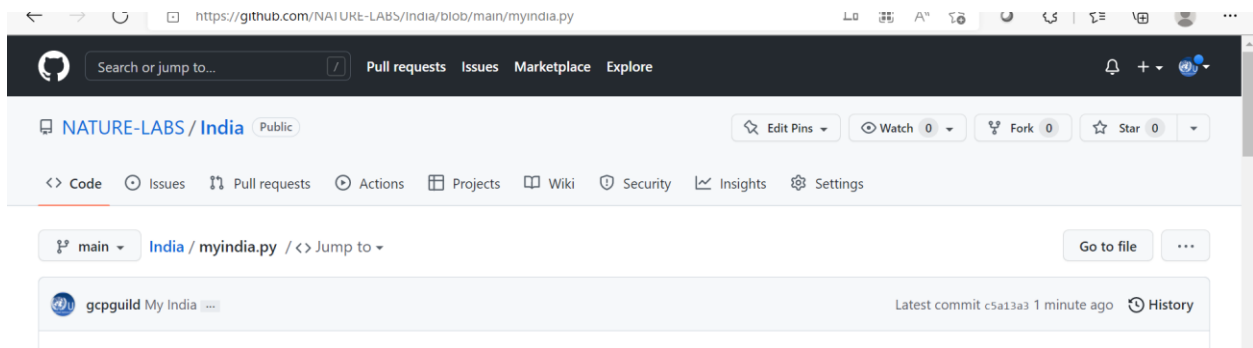 https://github.com/NATURE-LABS/India/blob/main/myindia.py
Search or jump to... / Pull requests Issues Marketplace Explore
NATURE-LABS / India Public Edit Pins Watch 0 Fork 0 Star 0
<> Code Issues Pull requests Actions Projects Wiki Security Insights Settings
main India / myindia.py / <> Jump to Go to file ...
gcpguild My India ... Latest commit c5a13a3 1 minute ago History